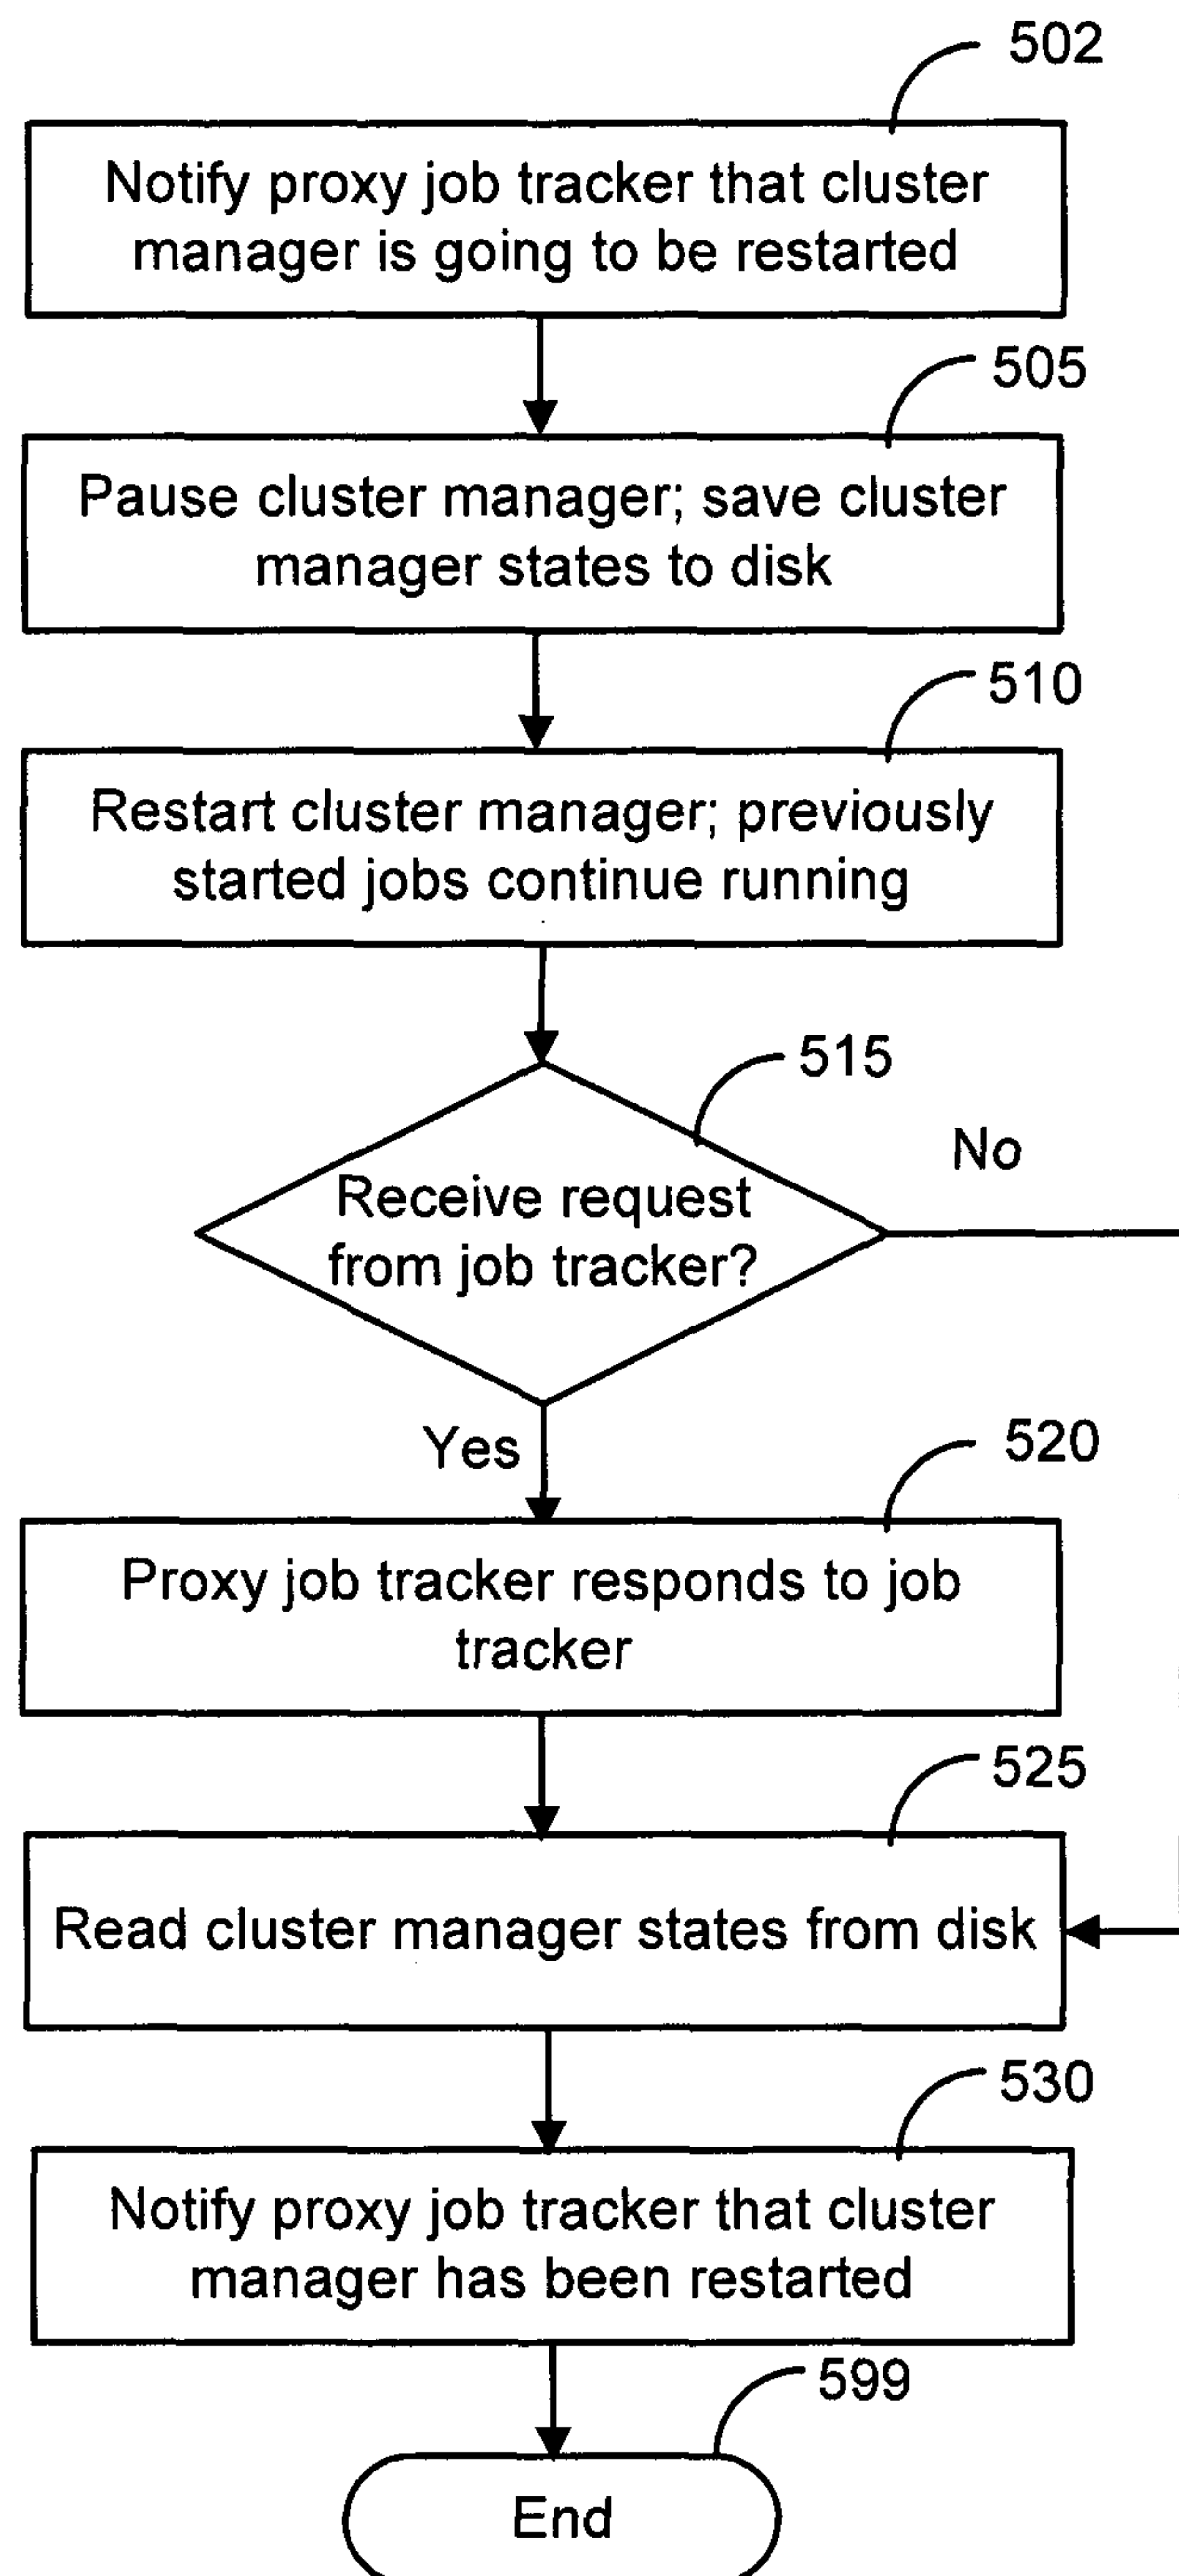 502
Notify proxy job tracker that cluster
manager is going to be restarted
505
Pause cluster manager; save cluster
manager states to disk
510
Restart cluster manager; previously
started jobs continue running
515
No
Receive request
from job tracker?
Yes
520
Proxy job tracker responds to job
tracker
525
Read cluster manager states from disk
530
Notify proxy job tracker that cluster
manager has been restarted
599
End